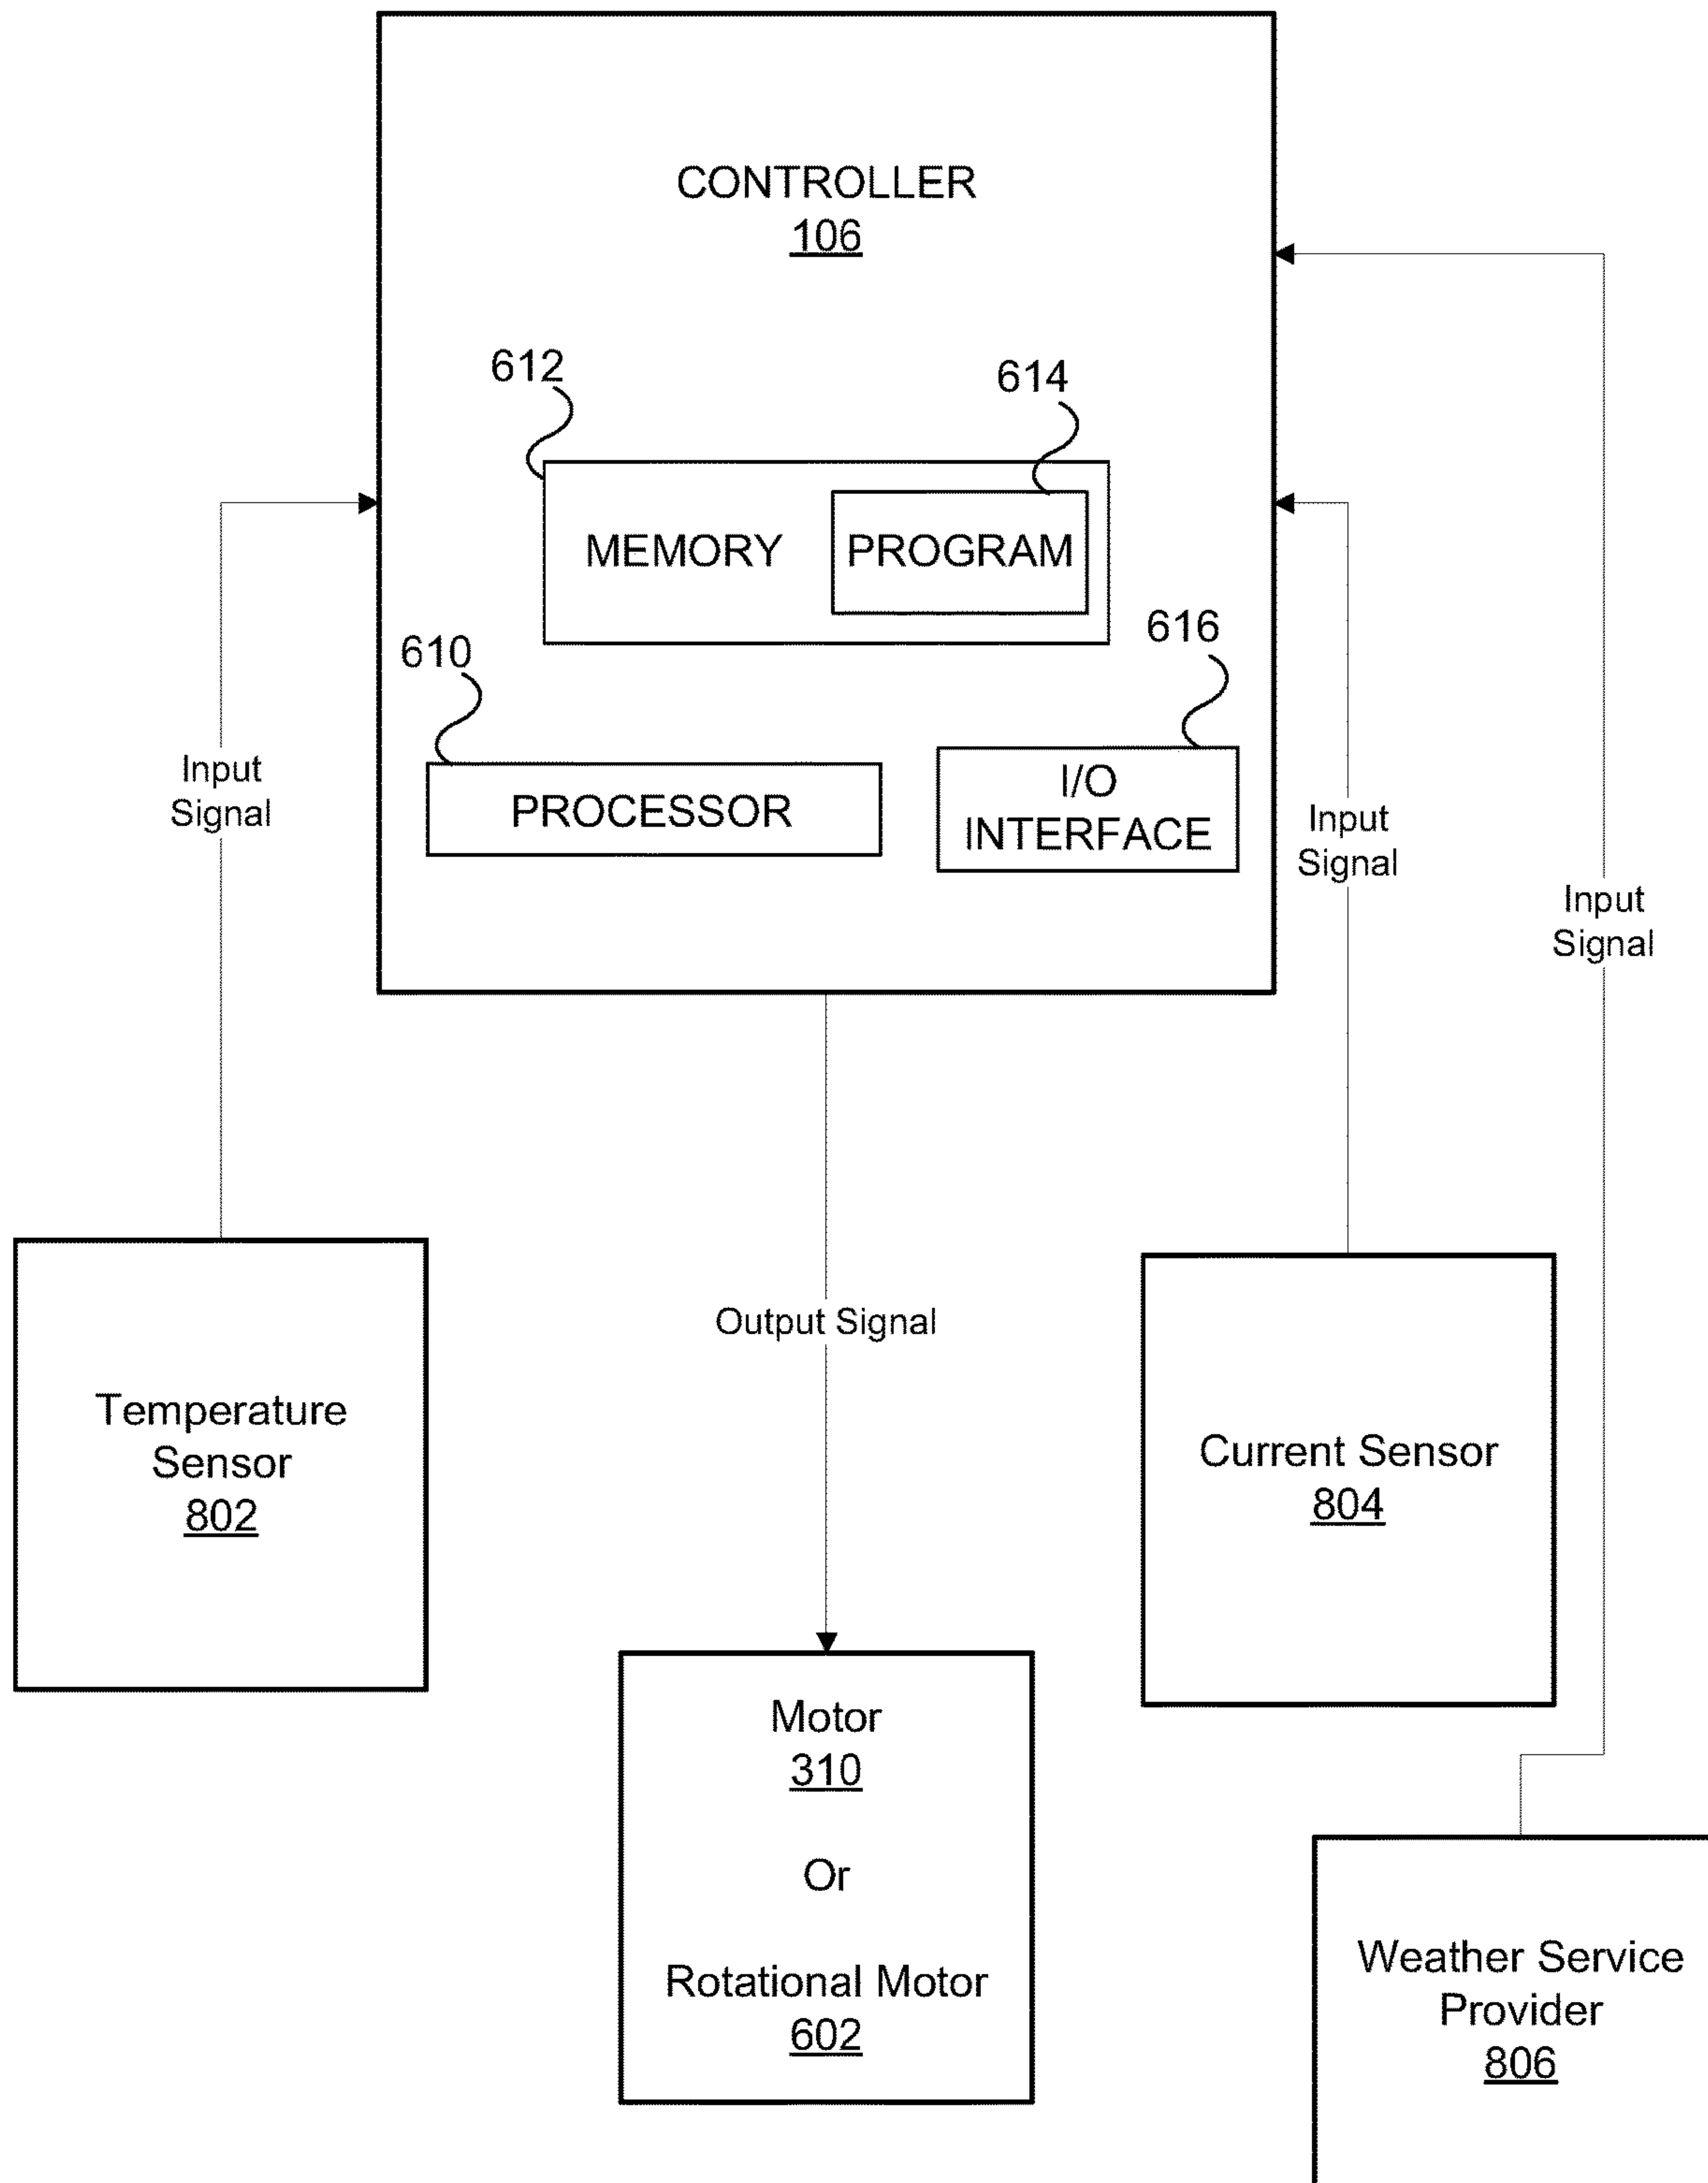 CONTROLLER
106
612
614
MEMORY
PROGRAM
610
616
PROCESSOR
I/O
INTERFACE
Input
Signal
Input
Signal
Input
Signal
Output Signal
Temperature
Sensor
802
Current Sensor
804
Motor
310
Or
Rotational Motor
602
Weather Service
Provider
806